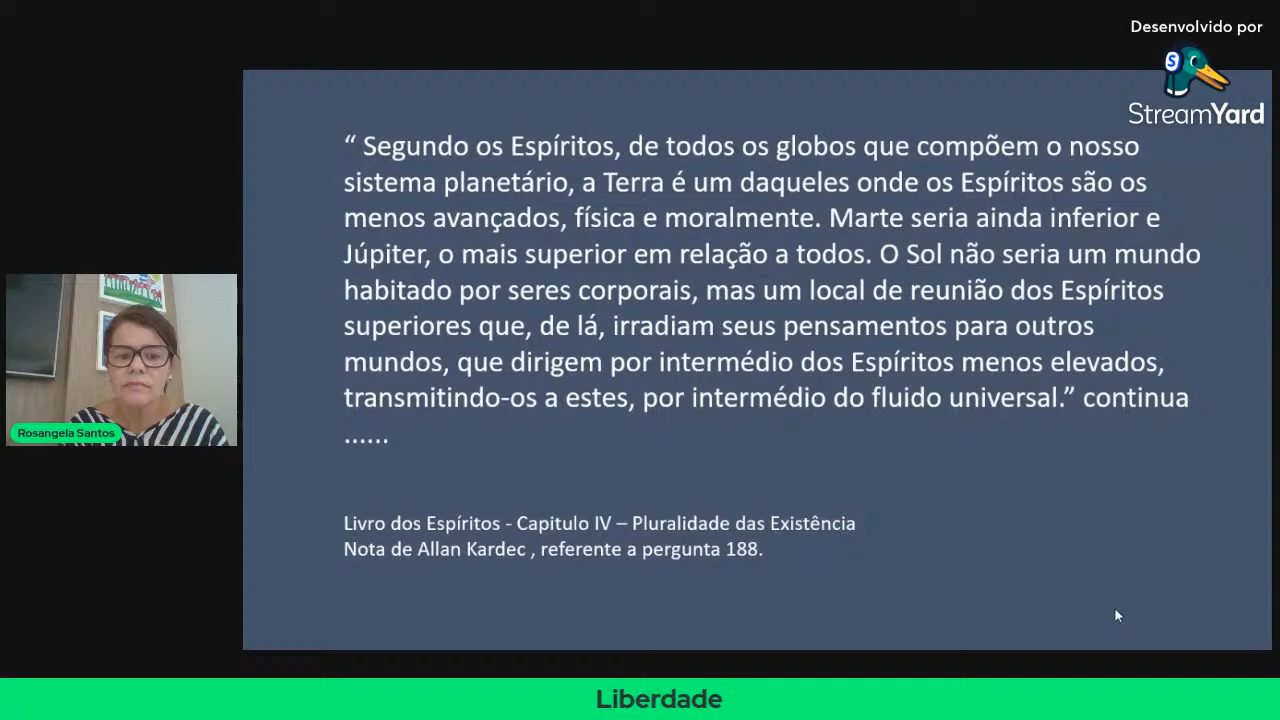 Desenvolvido por
StreamYard
“ Segundo os Espíritos, de todos os globos que compõem o nosso
sistema planetário, a Terra é um daqueles onde os Espíritos são os
menos avançados, física e moralmente. Marte seria ainda inferior e
Júpiter, o mais superior em relação a todos. O Sol não seria um mundo
habitado por seres corporais, mas um local de reunião dos Espíritos
superiores que, de lá, irradiam seus pensamentos para outros
mundos, que dirigem por intermédio dos Espíritos menos elevados,
transmitindo-os a estes, por intermédio do fluido universal.” continua
......
Livro dos Espíritos - Capitulo IV – Pluralidade das Existência
Nota de Allan Kardec , referente a pergunta 188.
Rosangela Santos
Liberdade